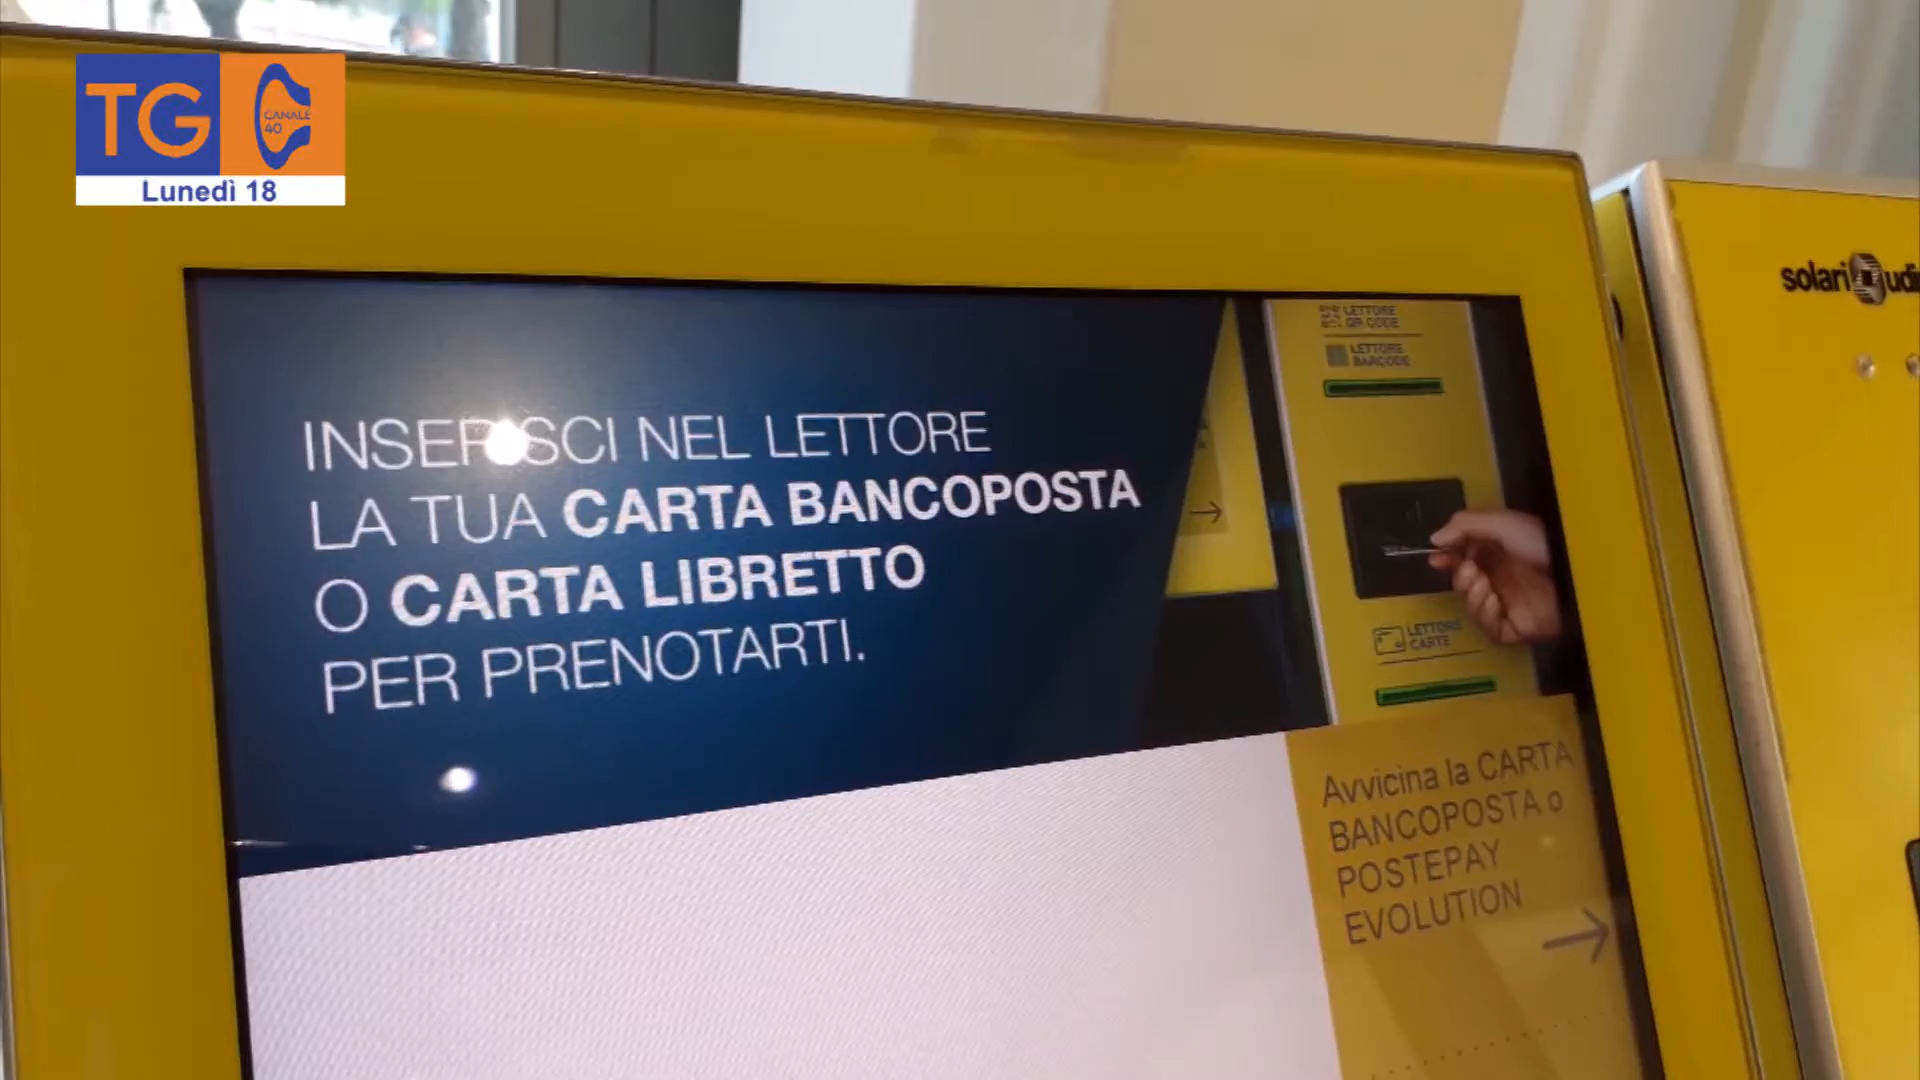 TG
CANALE
40
Lunedì 18
solari udi
LETTORE
QR CODE
LETTORE
BARCODE
INSERISCI NEL LETTORE
LA TUA CARTA BANCOPOSTA
O CARTA LIBRETTO
PER PRENOTARTI.
LETTORE
CARTE
Avvicina la CARTA
BANCOPOSTA o
POSTEPAY
EVOLUTION